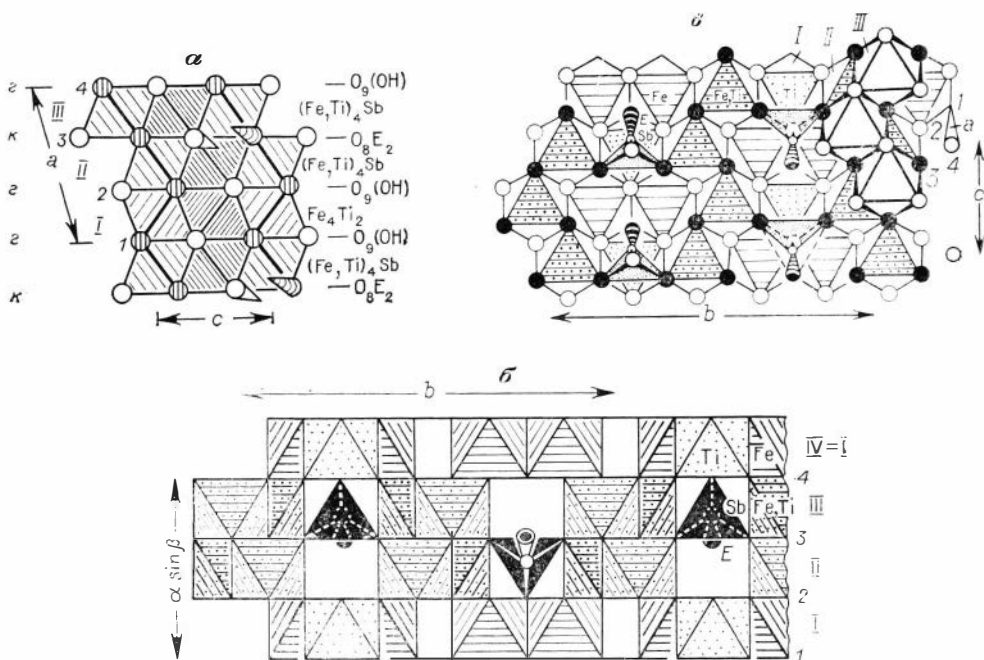 а
г 4 — O₉(OH)
III (Fe,Ti)₄Sb
к 3 — O₈E₂
a II (Fe,Ti)₄Sb
г 2 — O₉(OH)
I Fe₄Ti₂
г 1 — O₉(OH)
(Fe,Ti)₄Sb
к — O₈E₂
c
в
I II III
Fe Fe,Ti Ti
E Sb
1
2 a
4
3
c
b
б
b
Ti Fe IV=I
4
Sb Fe,Ti III
3
E
II
2
I
1
a sin β